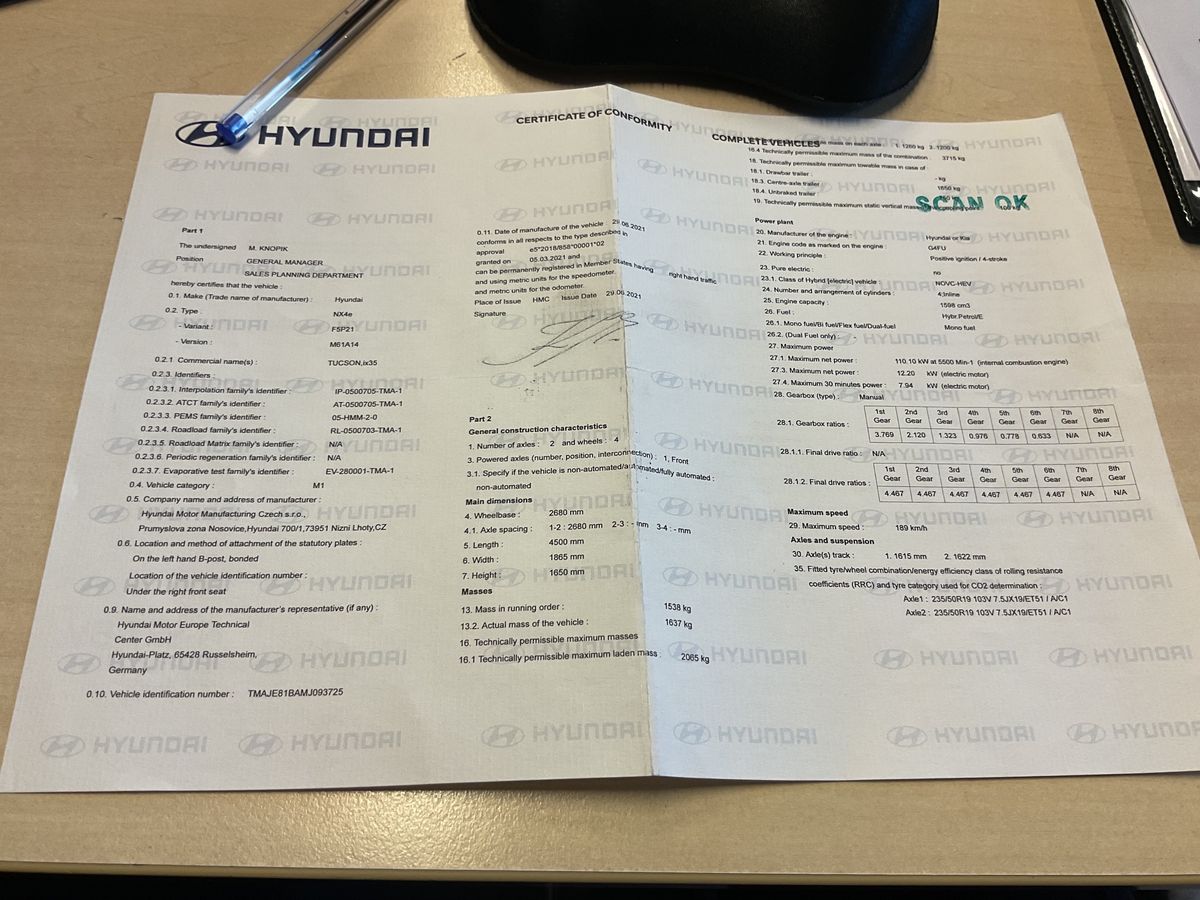 HYUNDAI
CERTIFICATE OF CONFORMITY
COMPLETE VEHICLES
Part 1
The undersigned M. KNOPIK
Position GENERAL MANAGER
SALES PLANNING DEPARTMENT
hereby certifies that the vehicle :
0.1. Make (Trade name of manufacturer) : Hyundai
0.2. Type : NX4e
- Variant : F5P21
- Version : M61A14
0.2.1. Commercial name(s) : TUCSON,ix35
0.2.3. Identifiers :
0.2.3.1. Interpolation family's identifier : IP-0500705-TMA-1
0.2.3.2. ATCT family's identifier : AT-0500705-TMA-1
0.2.3.3. PEMS family's identifier : 05-HMM-2-0
0.2.3.4. Roadload family's identifier : RL-0500703-TMA-1
0.2.3.5. Roadload Matrix family's identifier : N/A
0.2.3.6. Periodic regeneration family's identifier : N/A
0.2.3.7. Evaporative test family's identifier : EV-280001-TMA-1
0.4. Vehicle category : M1
0.5. Company name and address of manufacturer :
Hyundai Motor Manufacturing Czech s.r.o.,
Prumyslova zona Nosovice,Hyundai 700/1,73951 Nizni Lhoty,CZ
0.6. Location and method of attachment of the statutory plates :
On the left hand B-post, bonded
Location of the vehicle identification number :
Under the right front seat
0.9. Name and address of the manufacturer's representative (if any) :
Hyundai Motor Europe Technical
Center GmbH
Hyundai-Platz, 65428 Russelsheim,
Germany
0.10. Vehicle identification number : TMAJE81BAMJ093725
0.11. Date of manufacture of the vehicle 29.06.2021
conforms in all respects to the type described in
approval e5*2018/858*00001*02
granted on 05.03.2021 and
can be permanently registered in Member States having right hand traffic
and using metric units for the speedometer.
and metric units for the odometer.
Place of Issue HMC Issue Date 29.06.2021
Signature
Part 2
General construction characteristics
1. Number of axles : 2 and wheels : 4
3. Powered axles (number, position, interconnection) : 1, Front
3.1. Specify if the vehicle is non-automated/automated/fully automated :
non-automated
Main dimensions
4. Wheelbase : 2680 mm
4.1. Axle spacing : 1-2 : 2680 mm 2-3 : - mm 3-4 : - mm
5. Length : 4500 mm
6. Width : 1865 mm
7. Height : 1650 mm
Masses
13. Mass in running order : 1538 kg
13.2. Actual mass of the vehicle : 1637 kg
16. Technically permissible maximum masses
16.1 Technically permissible maximum laden mass : 2065 kg
mass on each axle : 1. 1260 kg 2. 1200 kg
16.4 Technically permissible maximum mass of the combination : 3715 kg
18. Technically permissible maximum towable mass in case of
18.1. Drawbar trailer : - kg
18.3. Centre-axle trailer : 1650 kg
18.4. Unbraked trailer :
19. Technically permissible maximum static vertical mass 100 kg
SCAN OK
Power plant
20. Manufacturer of the engine : Hyundai or Kia
21. Engine code as marked on the engine : G4FU
22. Working principle : Positive ignition / 4-stroke
23. Pure electric : no
23.1. Class of Hybrid [electric] vehicle : NOVC-HEV
24. Number and arrangement of cylinders : 4;Inline
25. Engine capacity : 1598 cm3
26. Fuel : Hybr.Petrol/E
26.1. Mono fuel/Bi fuel/Flex fuel/Dual-fuel Mono fuel
26.2. (Dual Fuel only) : -
27. Maximum power
27.1. Maximum net power : 110.10 kW at 5500 Min-1 (internal combustion engine)
27.3. Maximum net power : 12.20 kW (electric motor)
27.4. Maximum 30 minutes power : 7.94 kW (electric motor)
28. Gearbox (type) : Manual
1st Gear 2nd Gear 3rd Gear 4th Gear 5th Gear 6th Gear 7th Gear 8th Gear
28.1. Gearbox ratios : 3.769 2.120 1.323 0.976 0.778 0.633 N/A N/A
28.1.1. Final drive ratio : N/A
1st Gear 2nd Gear 3rd Gear 4th Gear 5th Gear 6th Gear 7th Gear 8th Gear
28.1.2. Final drive ratios : 4.467 4.467 4.467 4.467 4.467 4.467 N/A N/A
Maximum speed
29. Maximum speed : 189 km/h
Axles and suspension
30. Axle(s) track : 1. 1615 mm 2. 1622 mm
35. Fitted tyre/wheel combination/energy efficiency class of rolling resistance
coefficients (RRC) and tyre category used for CO2 determination :
Axle1 : 235/50R19 103V 7.5JX19/ET51 / A/C1
Axle2 : 235/50R19 103V 7.5JX19/ET51 / A/C1